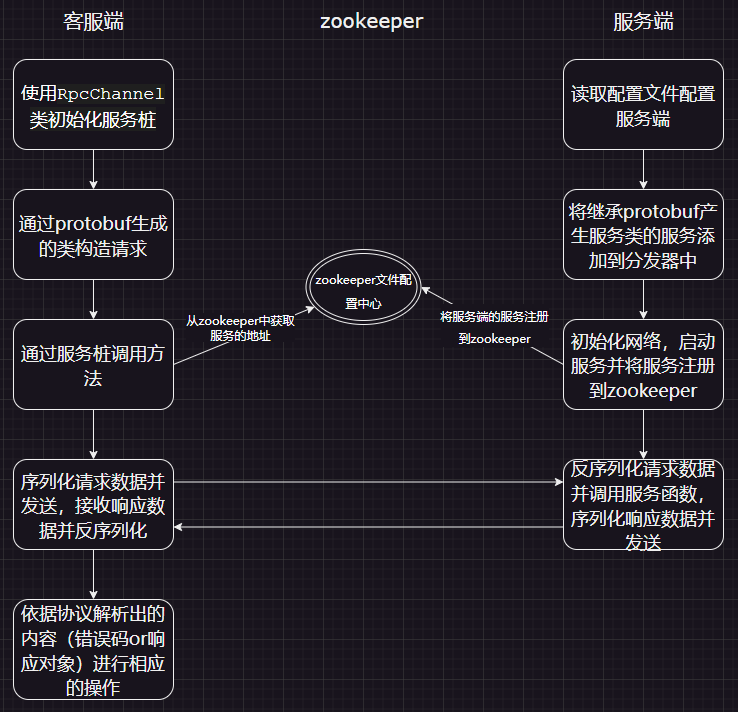 客服端
zookeeper
服务端
使用RpcChannel
类初始化服务桩
读取配置文件配置
服务端
通过protobuf生成
的类构造请求
将继承protobuf产
生服务类的服务添
加到分发器中
zookeeper文件配
置中心
从zookeeper中获取
服务的地址
将服务端的服务注册
到zookeeper
通过服务桩调用方
法
初始化网络，启动
服务并将服务注册
到zookeeper
序列化请求数据并
发送，接收响应数
据并反序列化
反序列化请求数据
并调用服务函数，
序列化响应数据并
发送
依据协议解析出的
内容（错误码or响
应对象）进行相应
的操作